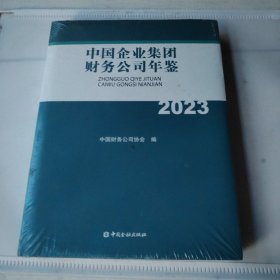 中国企业集团
财务公司年鉴
ZHONGGUO QIYE JITUAN
CAIWU GONGSI NIANJIAN
2023
中国财务公司协会 编
中国金融出版社